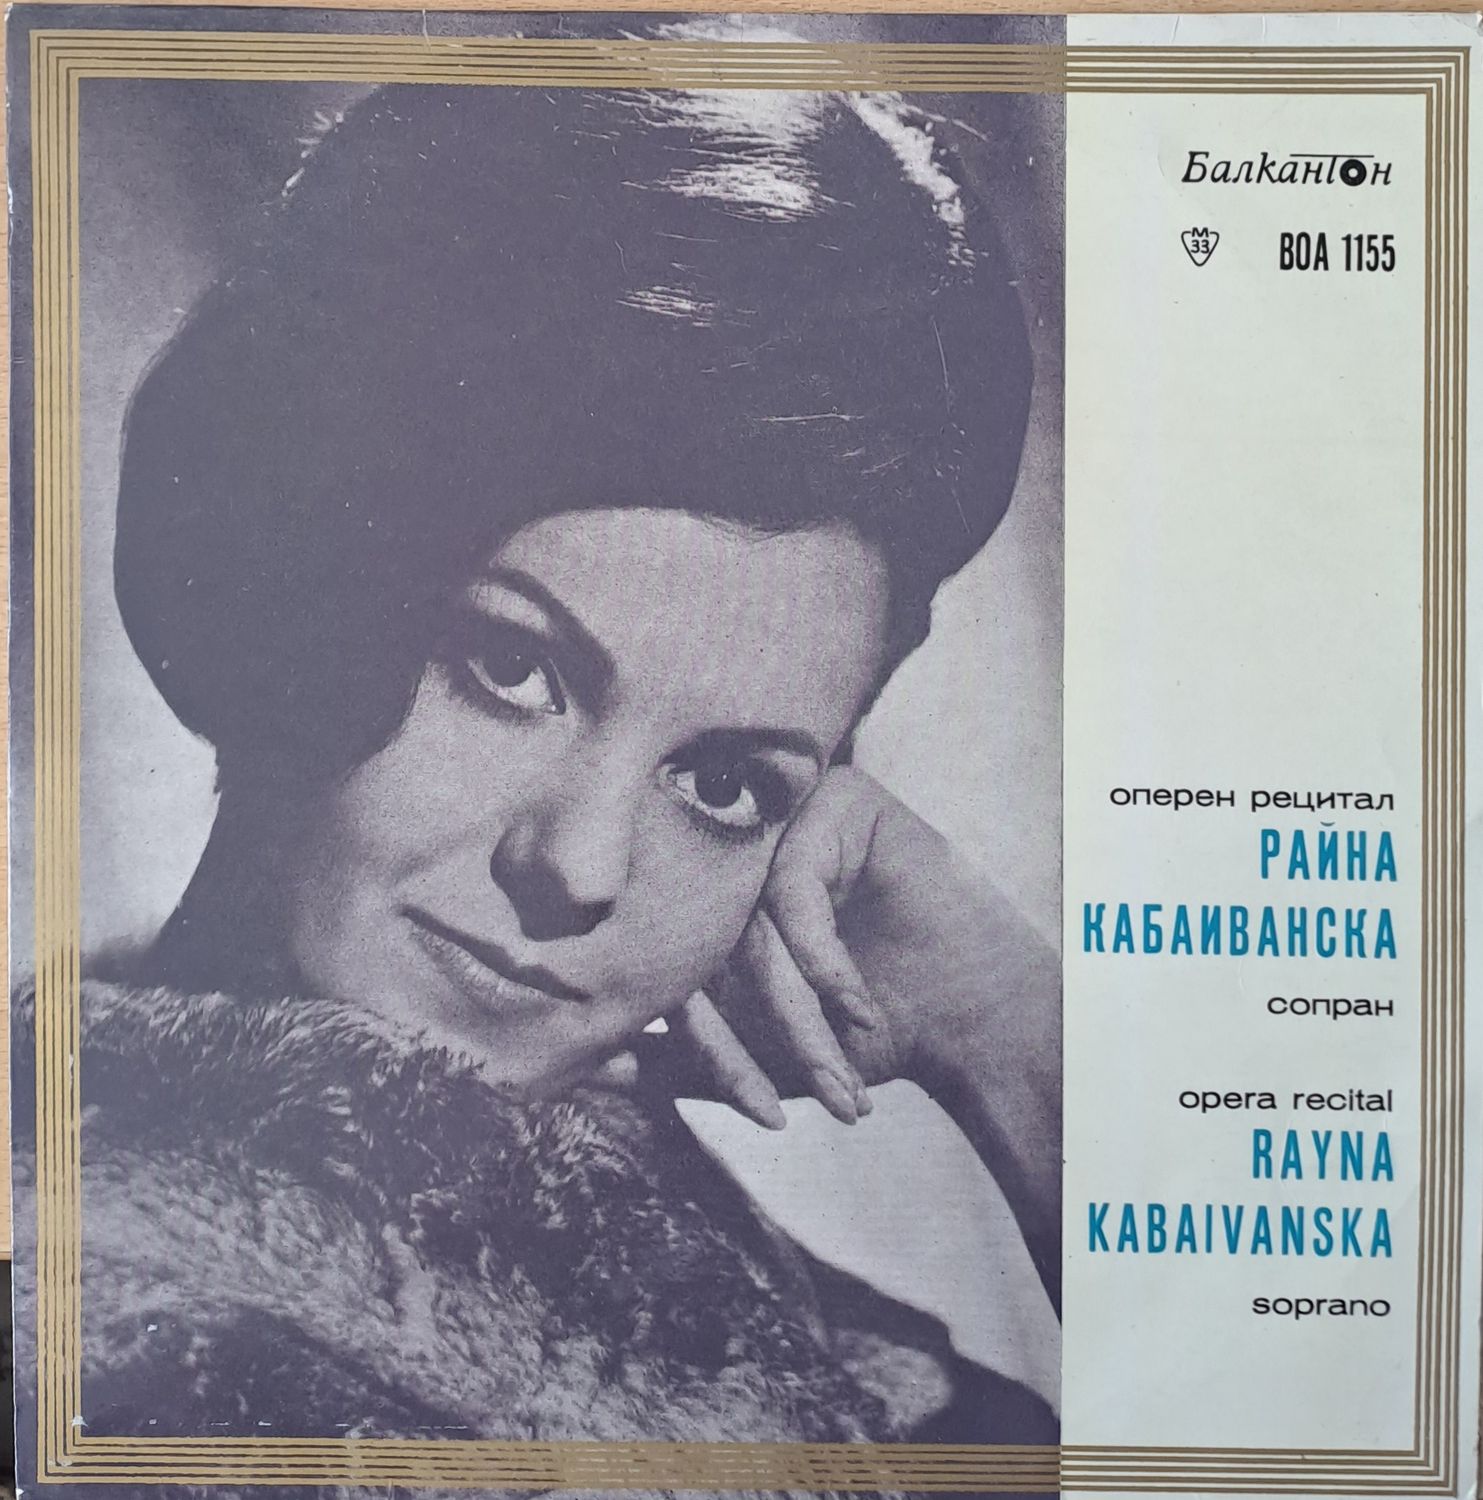 Балкантон
M
33
ВОА 1155
оперен рецитал
РАЙНА
КАБАИВАНСКА
сопран
opera recital
RAYNA
KABAIVANSKA
soprano